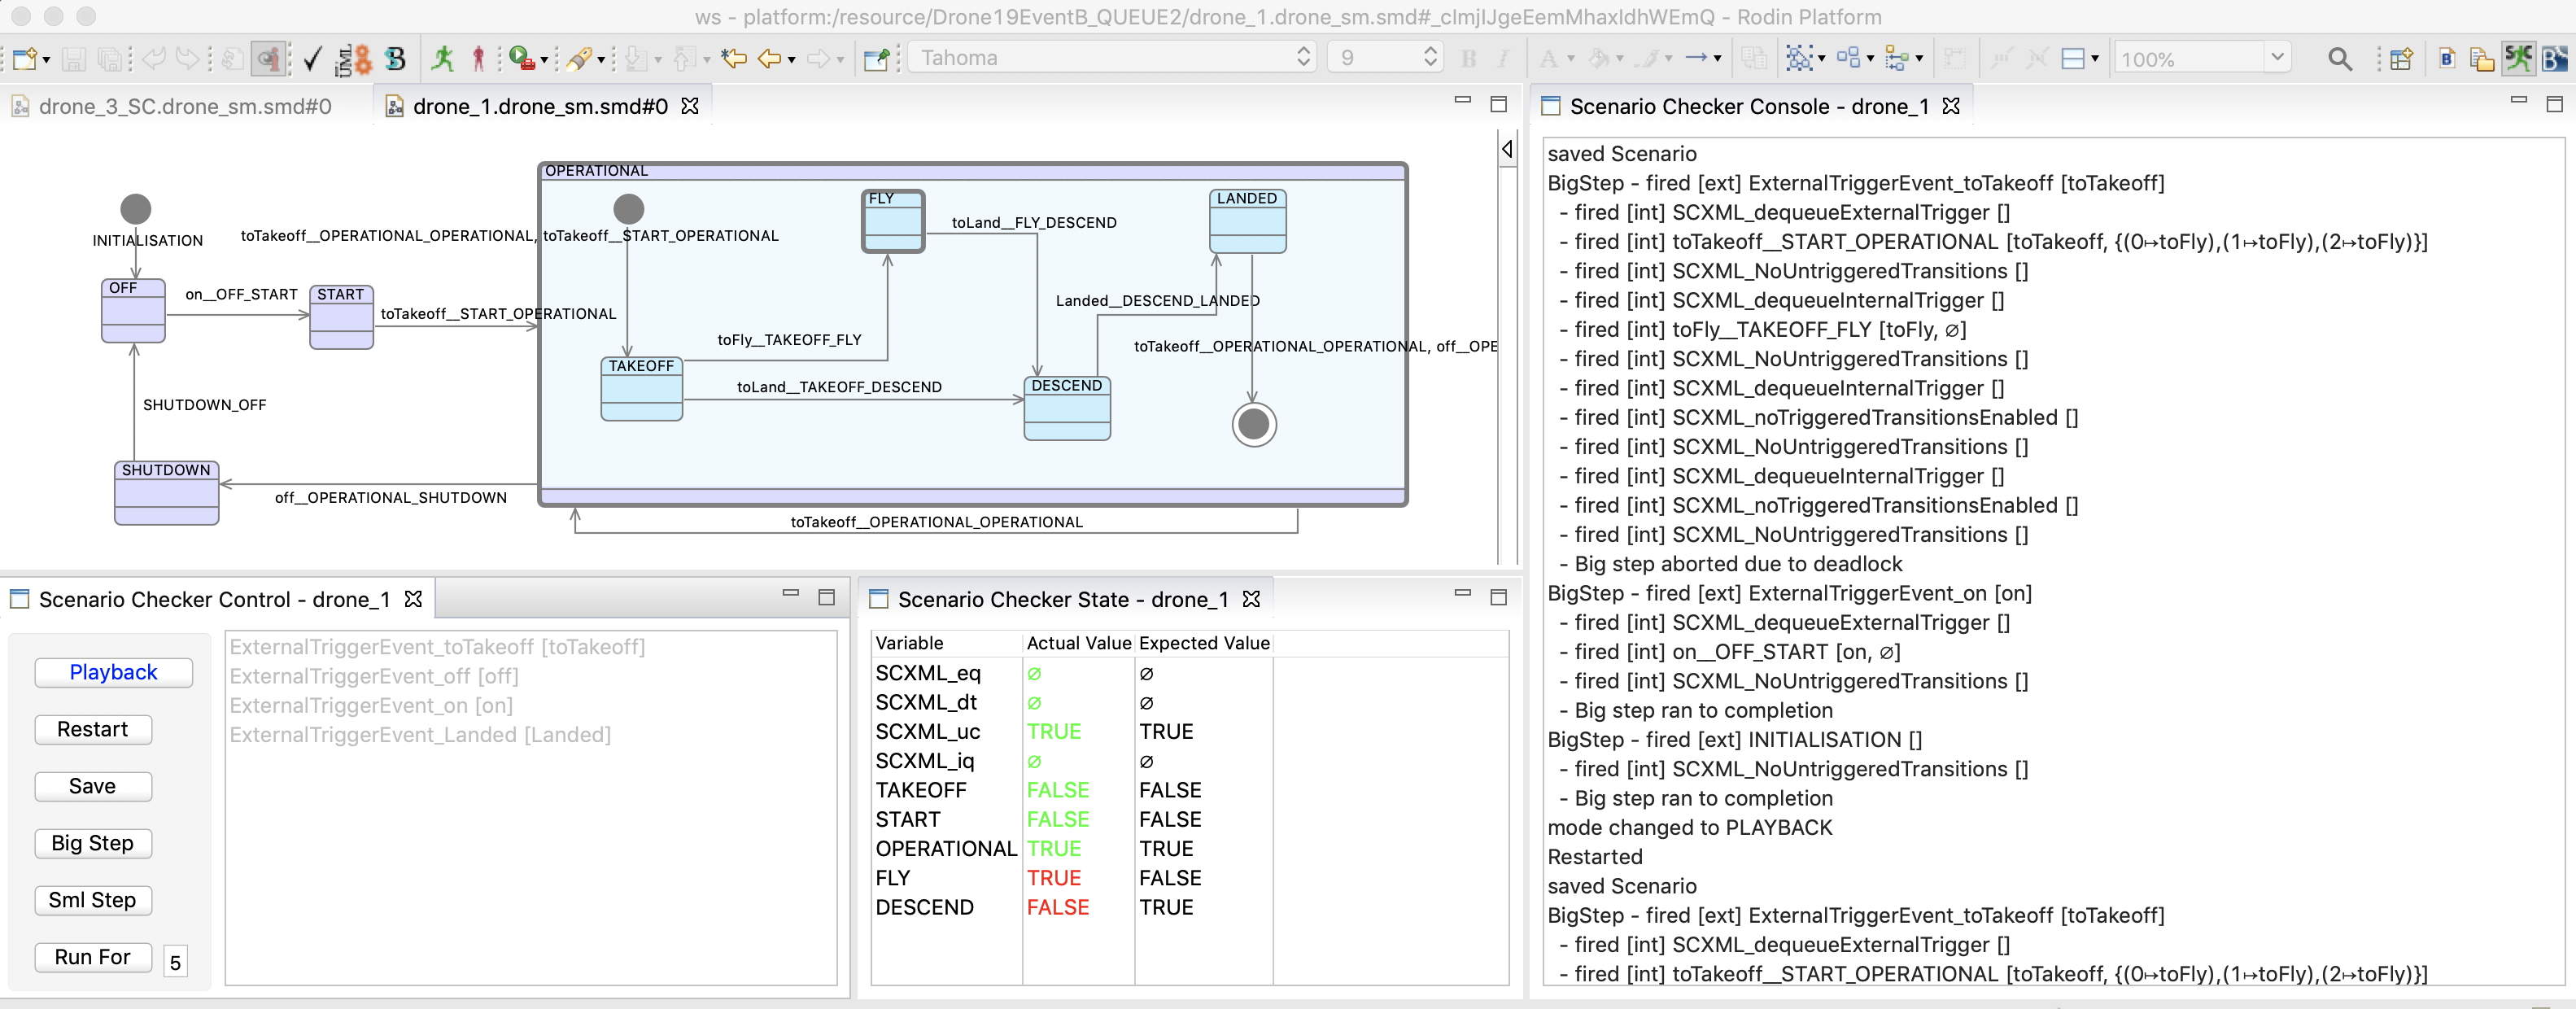 ws - platform:/resource/Drone19EventB_QUEUE2/drone_1.drone_sm.smd#_cImjIJgeEemMhaxIdhWEmQ - Rodin Platform
UML B Tahoma 9 B I A 100% B SC B
drone_3_SC.drone_sm.smd#0
drone_1.drone_sm.smd#0
OPERATIONAL
INITIALISATION
toTakeoff__OPERATIONAL_OPERATIONAL, toTakeoff__START_OPERATIONAL
FLY
toLand__FLY_DESCEND
LANDED
OFF
on__OFF_START
START
toTakeoff__START_OPERATIONAL
Landed__DESCEND_LANDED
toFly__TAKEOFF_FLY
toTakeoff__OPERATIONAL_OPERATIONAL, off__OPE
TAKEOFF
toLand__TAKEOFF_DESCEND
DESCEND
SHUTDOWN_OFF
SHUTDOWN
off__OPERATIONAL_SHUTDOWN
toTakeoff__OPERATIONAL_OPERATIONAL
Scenario Checker Control - drone_1
Playback
Restart
Save
Big Step
Sml Step
Run For 5
ExternalTriggerEvent_toTakeoff [toTakeoff]
ExternalTriggerEvent_off [off]
ExternalTriggerEvent_on [on]
ExternalTriggerEvent_Landed [Landed]
Scenario Checker State - drone_1
Variable Actual Value Expected Value
SCXML_eq ∅ ∅
SCXML_dt ∅ ∅
SCXML_uc TRUE TRUE
SCXML_iq ∅ ∅
TAKEOFF FALSE FALSE
START FALSE FALSE
OPERATIONAL TRUE TRUE
FLY TRUE FALSE
DESCEND FALSE TRUE
Scenario Checker Console - drone_1
saved Scenario
BigStep - fired [ext] ExternalTriggerEvent_toTakeoff [toTakeoff]
- fired [int] SCXML_dequeueExternalTrigger []
- fired [int] toTakeoff__START_OPERATIONAL [toTakeoff, {(0↦toFly),(1↦toFly),(2↦toFly)}]
- fired [int] SCXML_NoUntriggeredTransitions []
- fired [int] SCXML_dequeueInternalTrigger []
- fired [int] toFly__TAKEOFF_FLY [toFly, ∅]
- fired [int] SCXML_NoUntriggeredTransitions []
- fired [int] SCXML_dequeueInternalTrigger []
- fired [int] SCXML_noTriggeredTransitionsEnabled []
- fired [int] SCXML_NoUntriggeredTransitions []
- fired [int] SCXML_dequeueInternalTrigger []
- fired [int] SCXML_noTriggeredTransitionsEnabled []
- fired [int] SCXML_NoUntriggeredTransitions []
- Big step aborted due to deadlock
BigStep - fired [ext] ExternalTriggerEvent_on [on]
- fired [int] SCXML_dequeueExternalTrigger []
- fired [int] on__OFF_START [on, ∅]
- fired [int] SCXML_NoUntriggeredTransitions []
- Big step ran to completion
BigStep - fired [ext] INITIALISATION []
- fired [int] SCXML_NoUntriggeredTransitions []
- Big step ran to completion
mode changed to PLAYBACK
Restarted
saved Scenario
BigStep - fired [ext] ExternalTriggerEvent_toTakeoff [toTakeoff]
- fired [int] SCXML_dequeueExternalTrigger []
- fired [int] toTakeoff__START_OPERATIONAL [toTakeoff, {(0↦toFly),(1↦toFly),(2↦toFly)}]